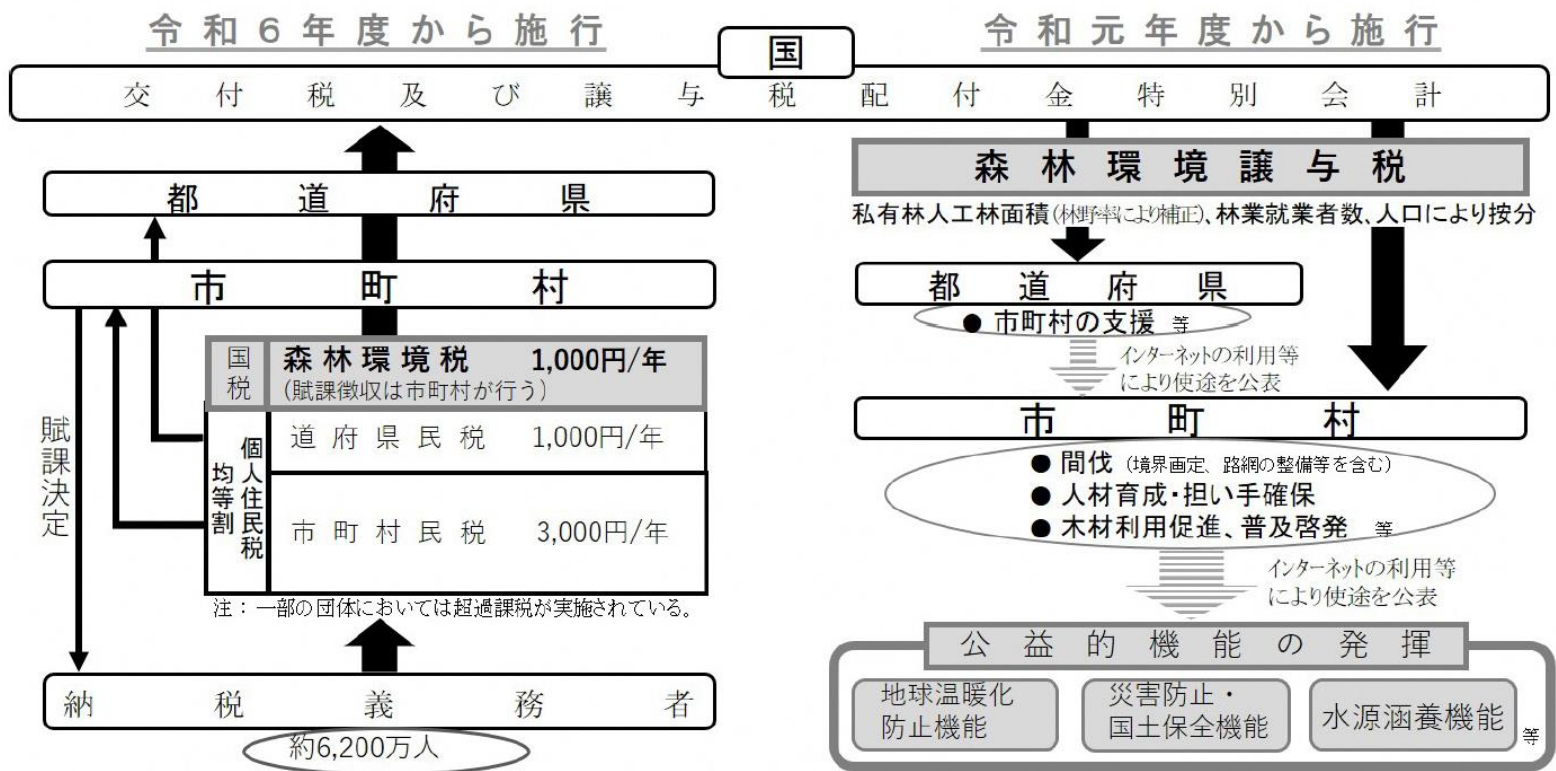 令和６年度から施行
令和元年度から施行
国
交付税及び譲与税配付金特別会計
都道府県
市町村
国税
森林環境税 1,000円/年
(賦課徴収は市町村が行う)
個人住民税
均等割
道府県民税 1,000円/年
市町村民税 3,000円/年
注：一部の団体においては超過課税が実施されている。
賦課決定
納税義務者
約6,200万人
森林環境譲与税
私有林人工林面積(林野率により補正)、林業就業者数、人口により按分
都道府県
● 市町村の支援 等
インターネットの利用等
により使途を公表
市町村
● 間伐（境界画定、路網の整備等を含む）
● 人材育成・担い手確保
● 木材利用促進、普及啓発 等
インターネットの利用等
により使途を公表
公益的機能の発揮
地球温暖化
防止機能
災害防止・
国土保全機能
水源涵養機能
等